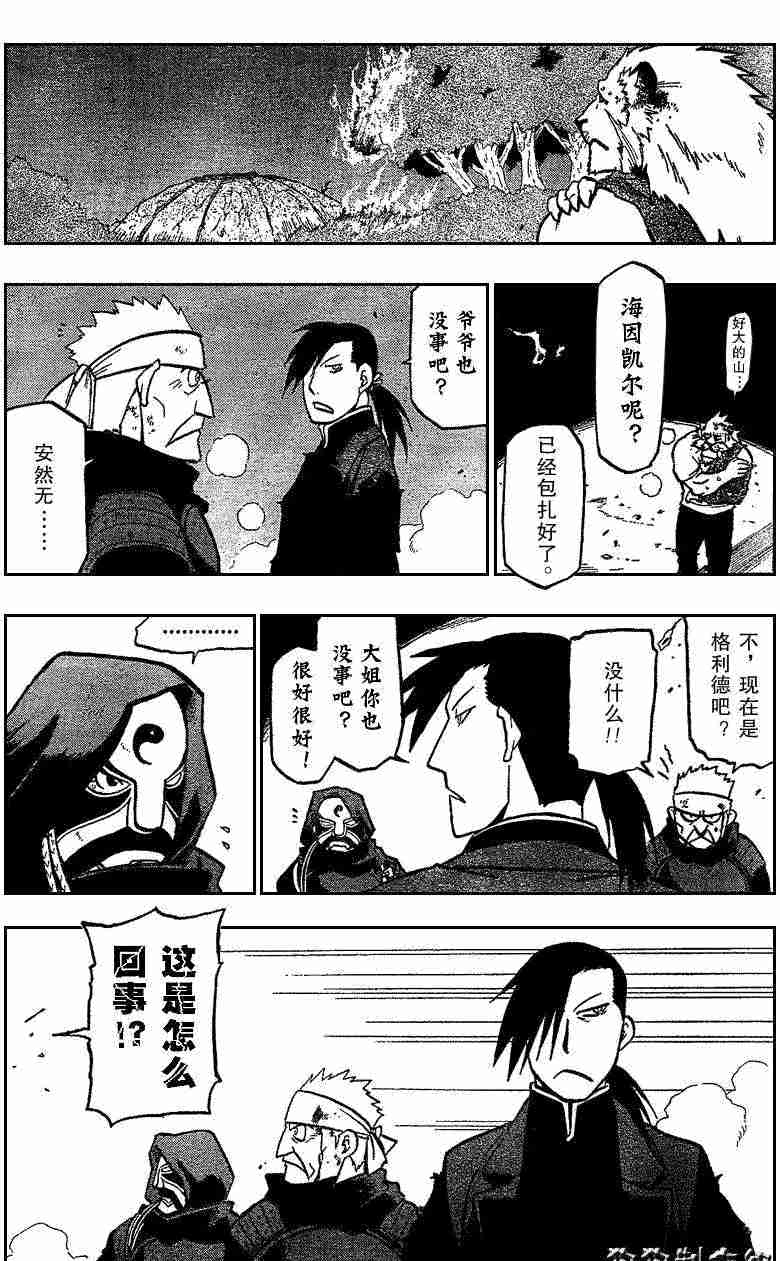 好大的山…
海因凯尔呢？
已经包扎好了。
爷爷也
没事吧？
安然无……
不，现在是
格利德吧？
没什么!!
大姐你也
没事吧？
很好很好！
…………
这是怎么
回事!?